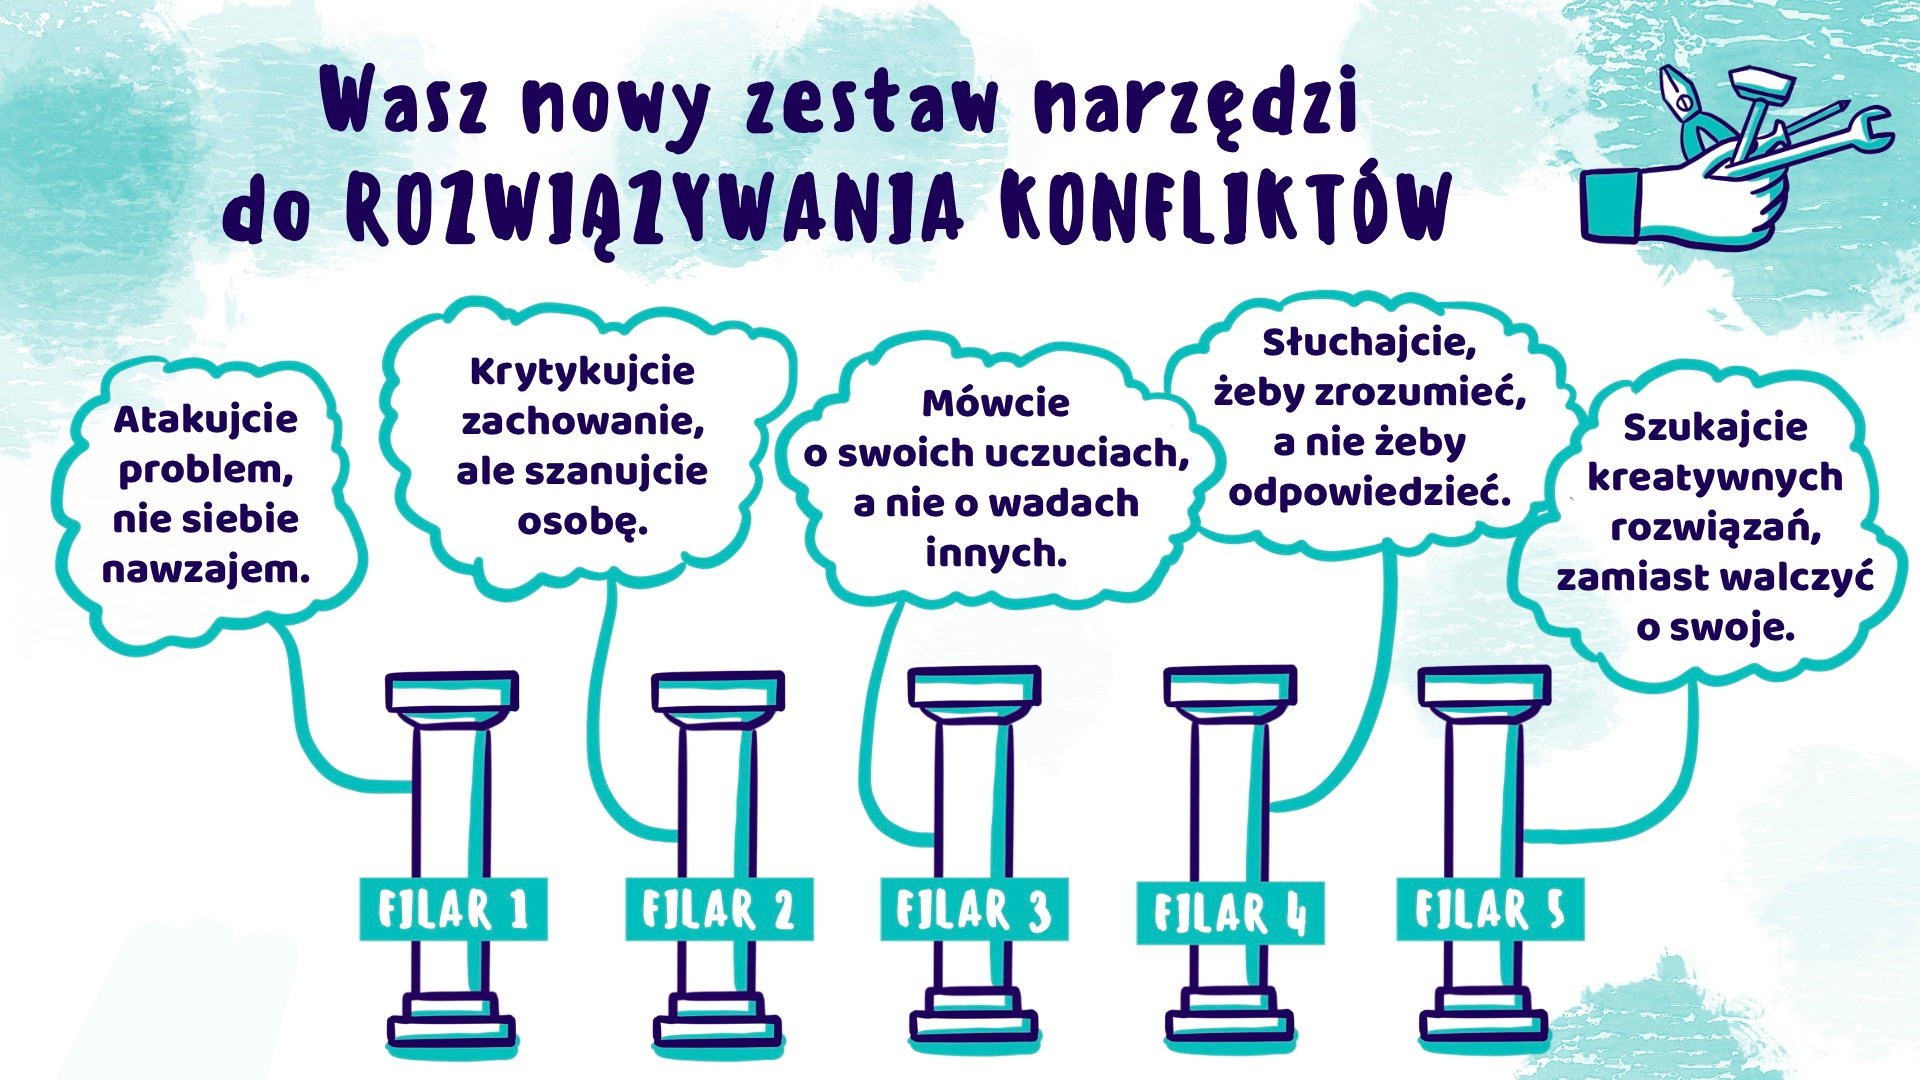 Wasz nowy zestaw narzędzi
do ROZWIĄZYWANIA KONFLIKTÓW
Atakujcie
problem,
nie siebie
nawzajem.
Krytykujcie
zachowanie,
ale szanujcie
osobę.
Mówcie
o swoich uczuciach,
a nie o wadach
innych.
Słuchajcie,
żeby zrozumieć,
a nie żeby
odpowiedzieć.
Szukajcie
kreatywnych
rozwiązań,
zamiast walczyć
o swoje.
FILAR 1
FILAR 2
FILAR 3
FILAR 4
FILAR 5